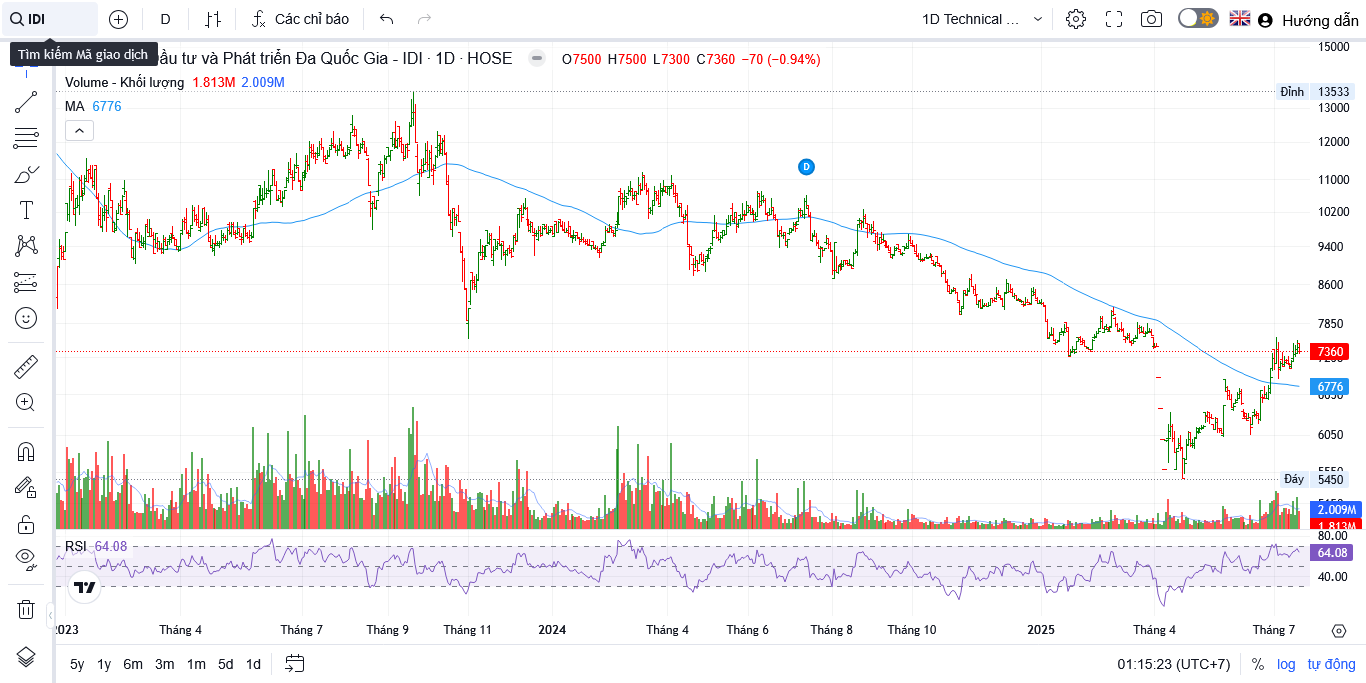 IDI
D
Các chỉ báo
1D Technical ...
Hướng dẫn
Tìm kiếm Mã giao dịch
ầu tư và Phát triển Đa Quốc Gia - IDI · 1D · HOSE
O7500 H7500 L7300 C7360 −70 (−0.94%)
Volume - Khối lượng 1.813M 2.009M
MA 6776
D
15000
Đỉnh 13533
13000
12000
11000
10200
9400
8600
7850
7360
6776
6050
Đáy 5450
2.009M
1.813M
RSI 64.08
80.00
64.08
40.00
2023
Tháng 4
Tháng 7
Tháng 9
Tháng 11
2024
Tháng 4
Tháng 6
Tháng 8
Tháng 10
2025
Tháng 4
Tháng 7
5y 1y 6m 3m 1m 5d 1d
01:15:23 (UTC+7)
% log tự động